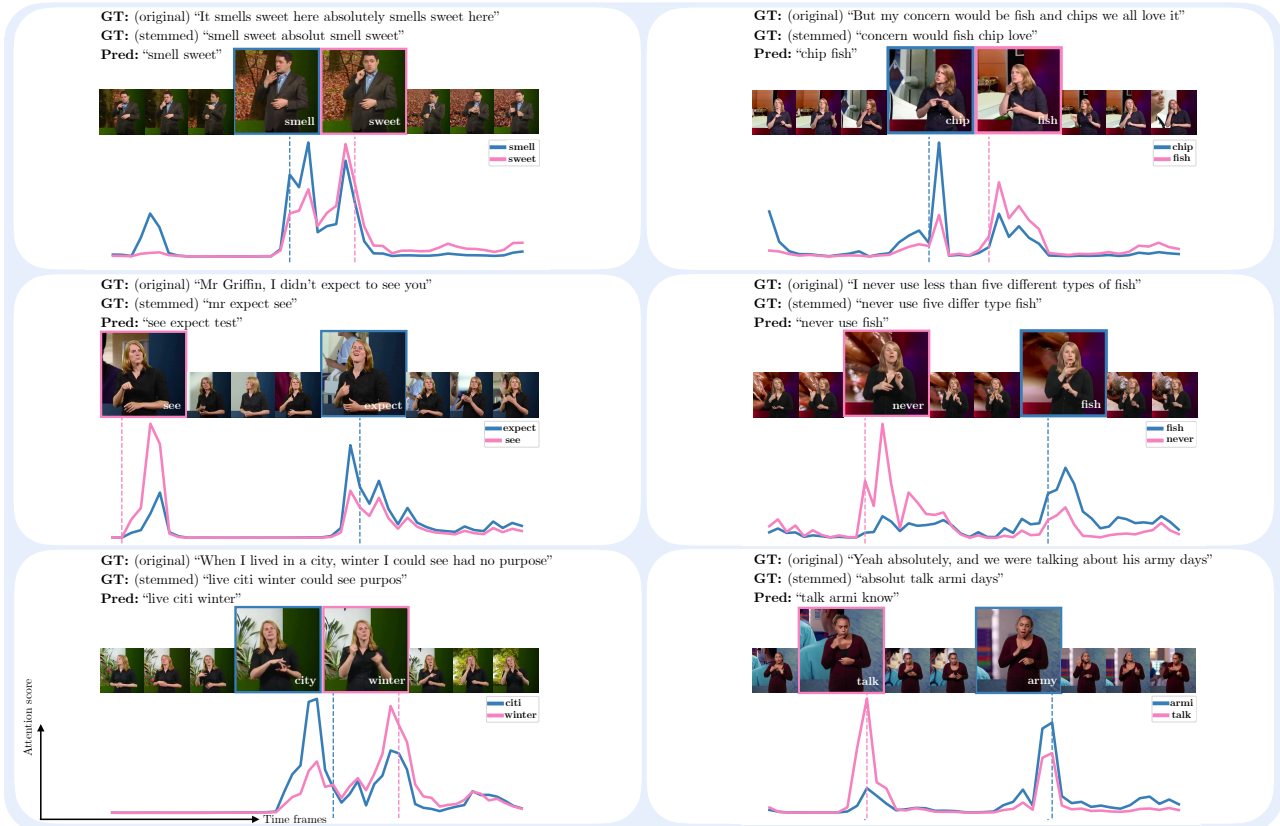 GT: (original) “It smells sweet here absolutely smells sweet here”
GT: (stemmed) “smell sweet absolut smell sweet”
Pred: “smell sweet”
smell
sweet
smell
sweet
GT: (original) “But my concern would be fish and chips we all love it”
GT: (stemmed) “concern would fish chip love”
Pred: “chip fish”
chip
fish
chip
fish
GT: (original) “Mr Griffin, I didn’t expect to see you”
GT: (stemmed) “mr expect see”
Pred: “see expect test”
see
expect
expect
see
GT: (original) “I never use less than five different types of fish”
GT: (stemmed) “never use five differ type fish”
Pred: “never use fish”
never
fish
fish
never
GT: (original) “When I lived in a city, winter I could see had no purpose”
GT: (stemmed) “live citi winter could see purpos”
Pred: “live citi winter”
city
winter
citi
winter
Attention score
Time frames
GT: (original) “Yeah absolutely, and we were talking about his army days”
GT: (stemmed) “absolut talk armi days”
Pred: “talk armi know”
talk
army
armi
talk